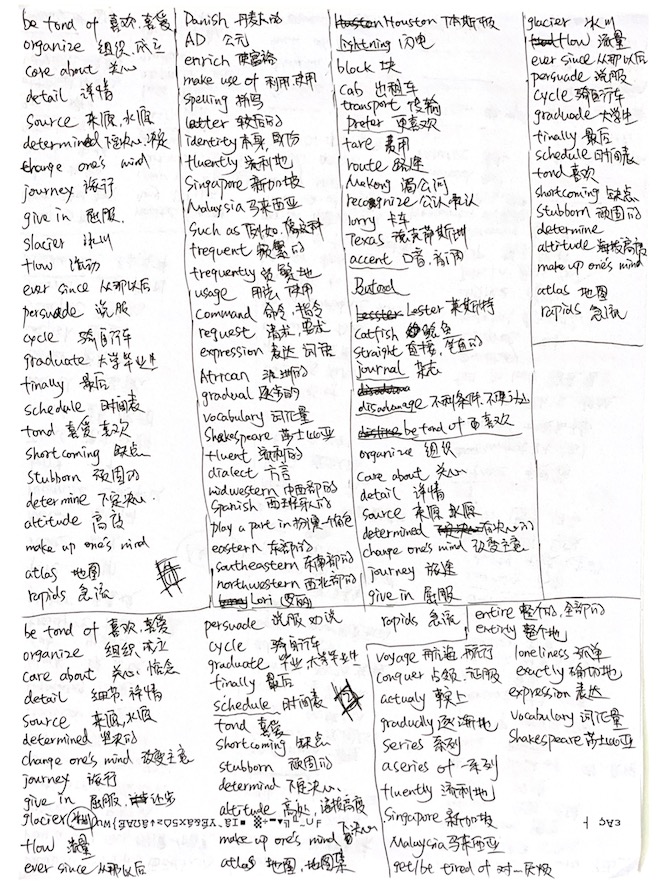 be fond of 喜欢,喜爱
organize 组织,成立
core about 关心
detail 详情
source 来源,水源
determined 下定决心,决定
change one's mind
journey 旅行
give in 屈服.
glacier 冰川
flow 流动
ever since 从那以后
persuade 说服
cycle 骑自行车
graduate 大学毕业生
finally 最后
schedule 时间表
fond 喜爱 喜欢
shortcoming 缺点
stubborn 顽固的
determine 下定决心.
altitude 高度
make up one's mind
atlas 地图
rapids 急流
Danish 丹麦人的
AD 公元
enrich 使富裕
make use of 利用,使用
spelling 拼写
latter 较后的
identity 本身,身份
fluently 流利地
Singapore 新加坡
Malaysia 马来西亚
such as 例如,像这种
frequent 频繁的
frequently 频繁地
usage 用法 使用
command 命令,指令
request 请求,要求
expression 表达 词语
African 非洲的
gradual 逐步的
vocabulary 词汇量
Shakespeare 莎士比亚
fluent 流利的
dialect 方言
midwestern 中西部的
Spanish 西班牙人的
play a part in 扮演一个角色
eastern 东部的
southeastern 东南部的
northwestern 西北部的
Lori 罗丽
Houston Houston 休斯顿
lightning 闪电
block 块
cab 出租车
transport 传输
prefer 更喜欢
fare 费用
route 路途
Mekong 湄公河
recognize 公认,承认
lorry 卡车
Texas 德克萨斯州
accent 口音,音调
Buford
Lesster Lester 莱斯特
catfish 鲶鱼
straight 直接,笔直的
journal 杂志
disadvantage 不利条件,不便之处
be fond of 更喜欢
organize 组织
care about 关心
detail 详情
source 来源 水源
determined 有决心的
change one's mind 改变主意
journey 旅途
give in 屈服
rapids 急流
glacier 冰川
flow 流量
ever since 从那以后
persuade 说服
cycle 骑自行车
graduade 大学生
finally 最后
schedule 时间表
fond 喜欢
shortcoming 缺点
stubborn 顽固的
determine
altitude 海拔高度
make up one's mind
atlas 地图
rapids 急流
be fond of 喜欢,喜爱
organize 组织,成立
care about 关心,惦念
detail 细节,详情
source 来源,水源
determined 坚决的
change one's mind 改变主意
journey 旅行
give in 屈服,让步
glacier 冰川
flow 流量
ever since 从那以后
persuade 说服 劝说
cycle 骑自行车
graduate 毕业 大学毕业生
finally 最后
schedule 时间表
fond 喜爱
shortcoming 缺点
stubborn 顽固的
determind 下定决心.
altitude 高处,海拔高度
make up one's mind 下决心
atlas 地图,地图集
entire 整个的,全部的
entirly 整个地
voyage 航海 航行
conquer 占领,征服
actualy 事实上
gradually 逐渐地
series 系列
a series of 一系列
fluently 流利地
Singapore 新加坡
Malaysia 马来西亚
get/be tired of 对…厌烦
loneliness 孤单
exactly 确切地
expression 表达
vocabulary 词汇量
Shakespeare 莎士比亚